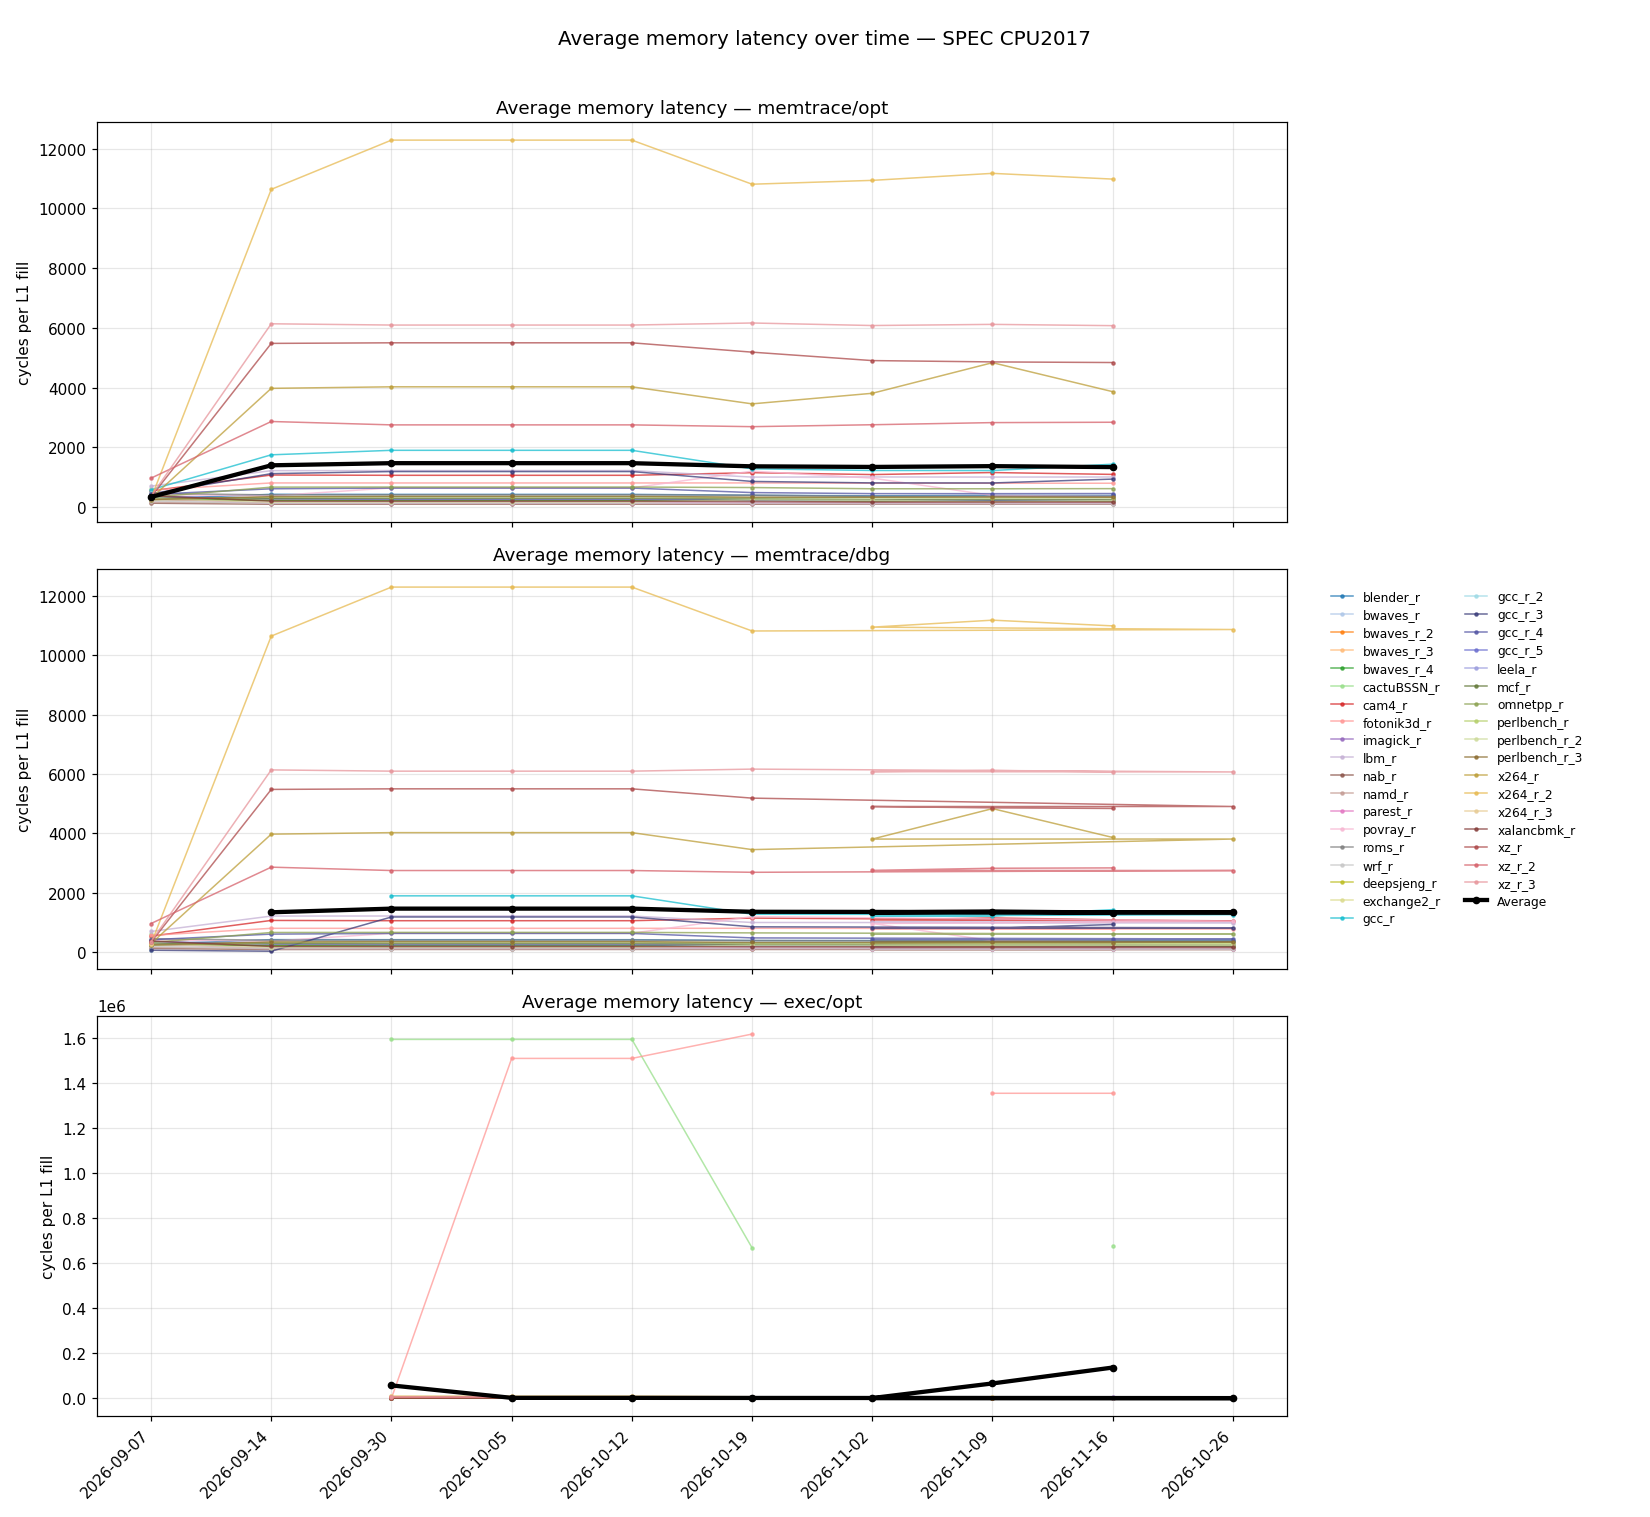 Average memory latency over time — SPEC CPU2017
Average memory latency — memtrace/opt
cycles per L1 fill
12000
10000
8000
6000
4000
2000
0
Average memory latency — memtrace/dbg
cycles per L1 fill
12000
10000
8000
6000
4000
2000
0
blender_r
bwaves_r
bwaves_r_2
bwaves_r_3
bwaves_r_4
cactuBSSN_r
cam4_r
fotonik3d_r
imagick_r
lbm_r
nab_r
namd_r
parest_r
povray_r
roms_r
wrf_r
deepsjeng_r
exchange2_r
gcc_r
gcc_r_2
gcc_r_3
gcc_r_4
gcc_r_5
leela_r
mcf_r
omnetpp_r
perlbench_r
perlbench_r_2
perlbench_r_3
x264_r
x264_r_2
x264_r_3
xalancbmk_r
xz_r
xz_r_2
xz_r_3
Average
Average memory latency — exec/opt
1e6
cycles per L1 fill
1.6
1.4
1.2
1.0
0.8
0.6
0.4
0.2
0.0
2026-09-07
2026-09-14
2026-09-30
2026-10-05
2026-10-12
2026-10-19
2026-11-02
2026-11-09
2026-11-16
2026-10-26